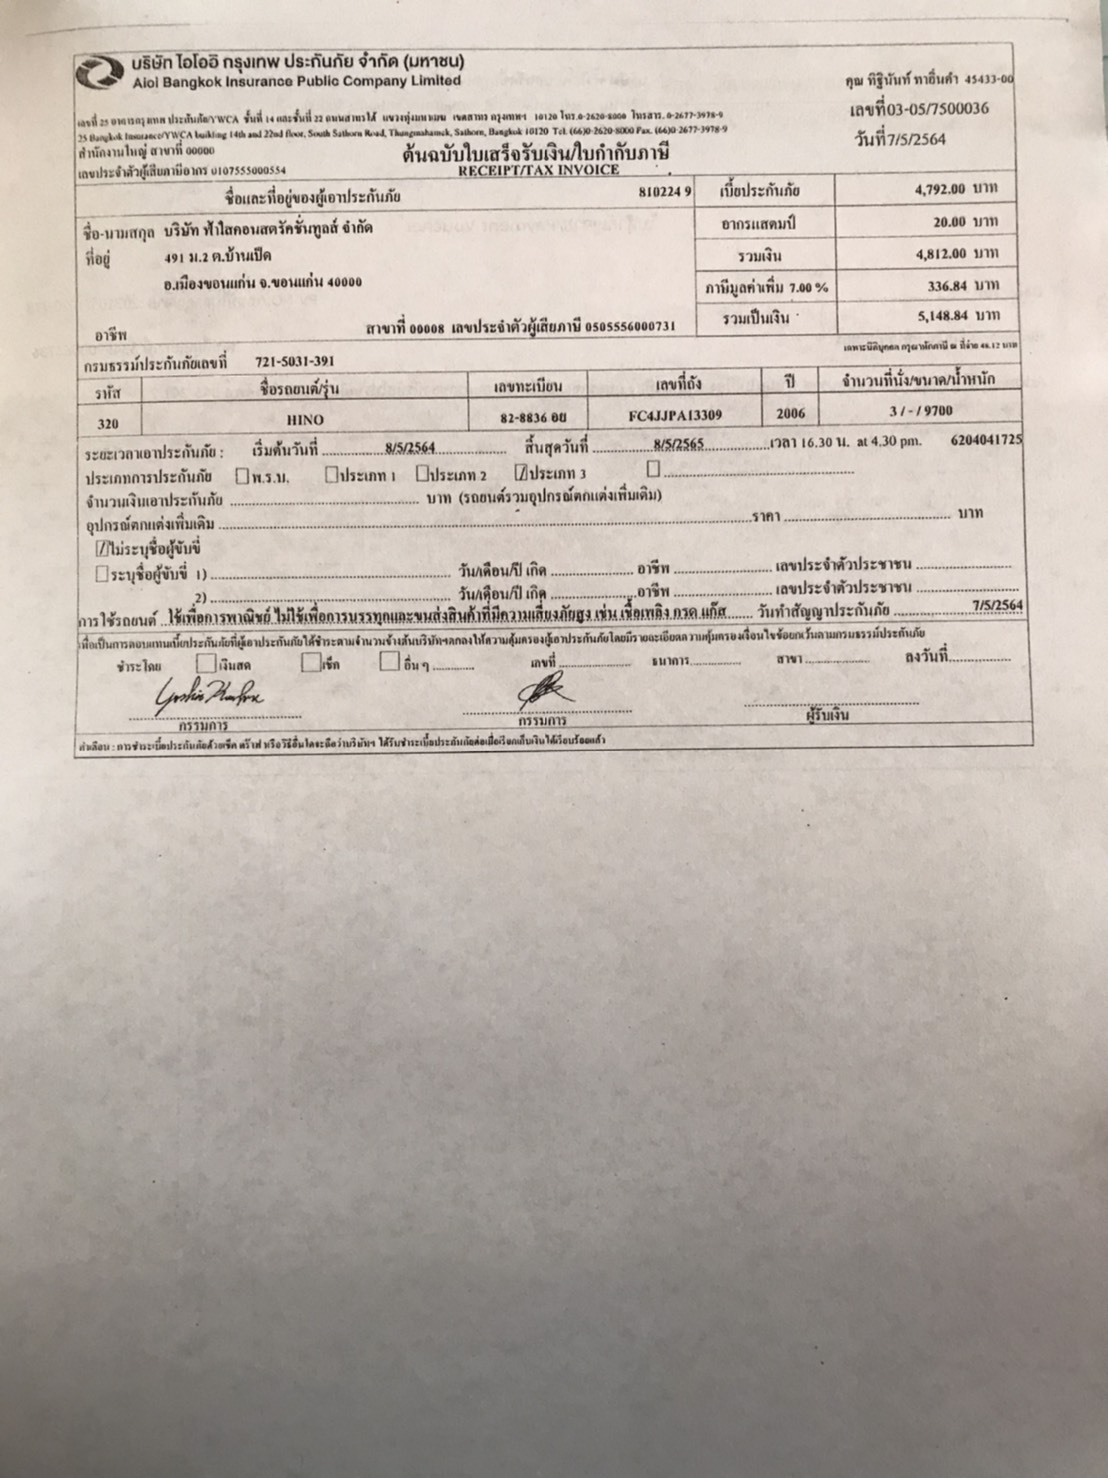 บริษัท ไอโออิ กรุงเทพ ประกันภัย จำกัด (มหาชน)
Aioi Bangkok Insurance Public Company Limited
คุณ ทิฐินันท์ ทาอิ่นคำ 45433-00
เลขที่03-05/7500036
วันที่7/5/2564
เลขที่ 25 อาคารกรุงเทพ ประกันภัย/YWCA ชั้นที่ 14 และชั้นที่ 22 ถนนสาทรใต้ แขวงทุ่งมหาเมฆ เขตสาทร กรุงเทพฯ 10120 โทร.0-2620-8000 โทรสาร. 0-2677-3978-9
25 Bangkok Insurance/YWCA building 14th and 22nd floor, South Sathorn Road, Thungmahamek, Sathorn, Bangkok 10120 Tel. (66)0-2620-8000 Fax. (66)0 2677-3978-9
สำนักงานใหญ่ สาขาที่ 00000
ต้นฉบับใบเสร็จรับเงิน/ใบกำกับภาษี
เลขประจำตัวผู้เสียภาษีอากร 0107555000554
RECEIPT/TAX INVOICE
ชื่อและที่อยู่ของผู้เอาประกันภัย 810224 9 เบี้ยประกันภัย 4,792.00 บาท
ชื่อ-นามสกุล บริษัท ฟ้าใสคอนสตรัคชั่นทูลส์ จำกัด อากรแสตมป์ 20.00 บาท
ที่อยู่ 491 ม.2 ต.บ้านเป็ด รวมเงิน 4,812.00 บาท
อ.เมืองขอนแก่น จ.ขอนแก่น 40000 ภาษีมูลค่าเพิ่ม 7.00 % 336.84 บาท
อาชีพ สาขาที่ 00008 เลขประจำตัวผู้เสียภาษี 0505556000731 รวมเป็นเงิน 5,148.84 บาท
เฉพาะนิติบุคคล กรุณาหักภาษี ณ ที่จ่าย 48.12 บาท
กรมธรรม์ประกันภัยเลขที่ 721-5031-391
รหัส ชื่อรถยนต์/รุ่น เลขทะเบียน เลขที่ถัง ปี จำนวนที่นั่ง/ขนาด/น้ำหนัก
320 HINO 82-8836 ขย FC4JJPA13309 2006 3 / - / 9700
ระยะเวลาเอาประกันภัย : เริ่มต้นวันที่ 8/5/2564 สิ้นสุดวันที่ 8/5/2565 เวลา 16.30 น. at 4.30 pm. 6204041725
ประเภทการประกันภัย พ.ร.บ. ประเภท 1 ประเภท 2 ประเภท 3
จำนวนเงินเอาประกันภัย บาท (รถยนต์รวมอุปกรณ์ตกแต่งเพิ่มเติม)
อุปกรณ์ตกแต่งเพิ่มเติม ราคา บาท
ไม่ระบุชื่อผู้ขับขี่
ระบุชื่อผู้ขับขี่ 1) วัน/เดือน/ปี เกิด อาชีพ เลขประจำตัวประชาชน
2) วัน/เดือน/ปี เกิด อาชีพ เลขประจำตัวประชาชน
การใช้รถยนต์ ใช้เพื่อการพาณิชย์ ไม่ใช้เพื่อการบรรทุกและขนส่งสินค้าที่มีความเสี่ยงภัยสูง เช่น เชื้อเพลิง กรด แก๊ส วันทำสัญญาประกันภัย 7/5/2564
เพื่อเป็นการตอบแทนเบี้ยประกันภัยที่ผู้เอาประกันภัยได้ชำระตามจำนวนข้างต้นบริษัทฯตกลงให้ความคุ้มครองผู้เอาประกันภัยโดยมีรายละเอียดความคุ้มครองเงื่อนไขข้อยกเว้นตามกรมธรรม์ประกันภัย
ชำระโดย เงินสด เช็ค อื่น ๆ เลขที่ ธนาคาร สาขา ลงวันที่
กรรมการ กรรมการ ผู้รับเงิน
คำเตือน : การชำระเบี้ยประกันภัยด้วยเช็ค ดร๊าฟ หรือวิธีอื่นใดจะถือว่าบริษัทฯ ได้รับชำระเบี้ยประกันภัยต่อเมื่อเรียกเก็บเงินได้เรียบร้อยแล้ว